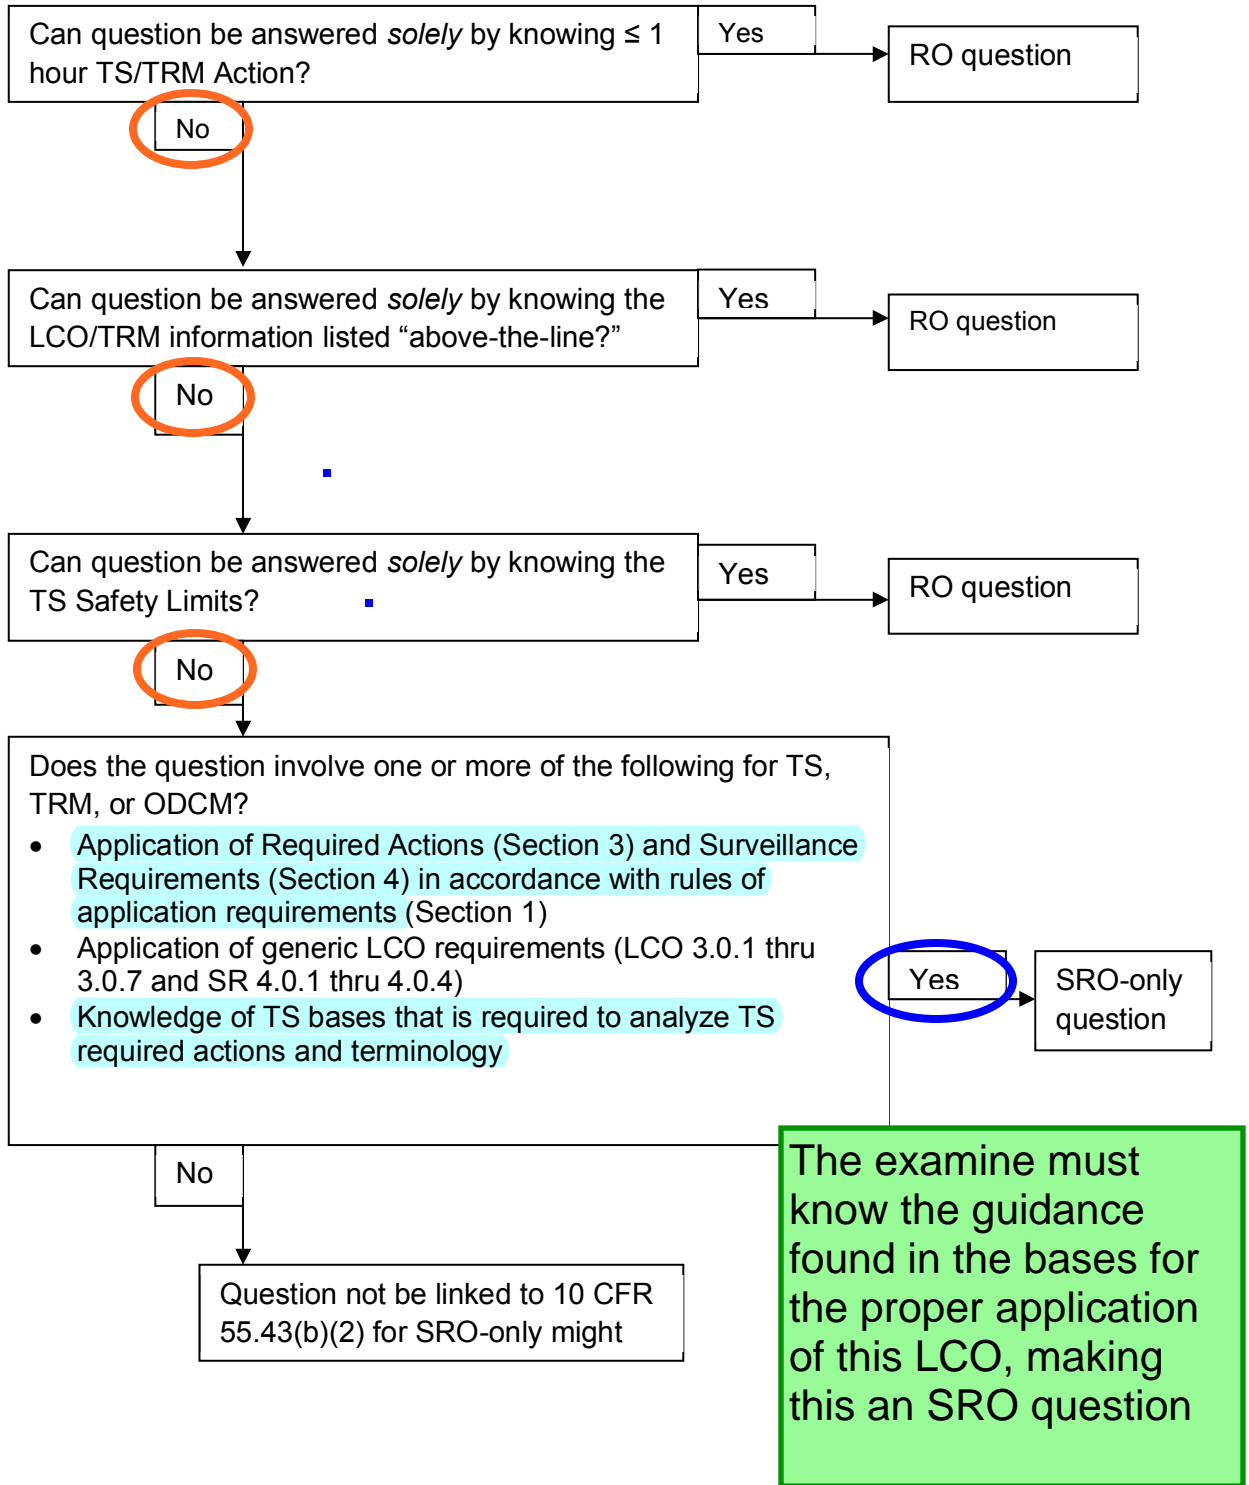 Can question be answered solely by knowing ≤ 1
hour TS/TRM Action?
Yes
RO question
No
Can question be answered solely by knowing the
LCO/TRM information listed “above-the-line?”
Yes
RO question
No
Can question be answered solely by knowing the
TS Safety Limits?
Yes
RO question
No
Does the question involve one or more of the following for TS,
TRM, or ODCM?
• Application of Required Actions (Section 3) and Surveillance
Requirements (Section 4) in accordance with rules of
application requirements (Section 1)
• Application of generic LCO requirements (LCO 3.0.1 thru
3.0.7 and SR 4.0.1 thru 4.0.4)
• Knowledge of TS bases that is required to analyze TS
required actions and terminology
Yes
SRO-only
question
No
Question not be linked to 10 CFR
55.43(b)(2) for SRO-only might
The examine must
know the guidance
found in the bases for
the proper application
of this LCO, making
this an SRO question